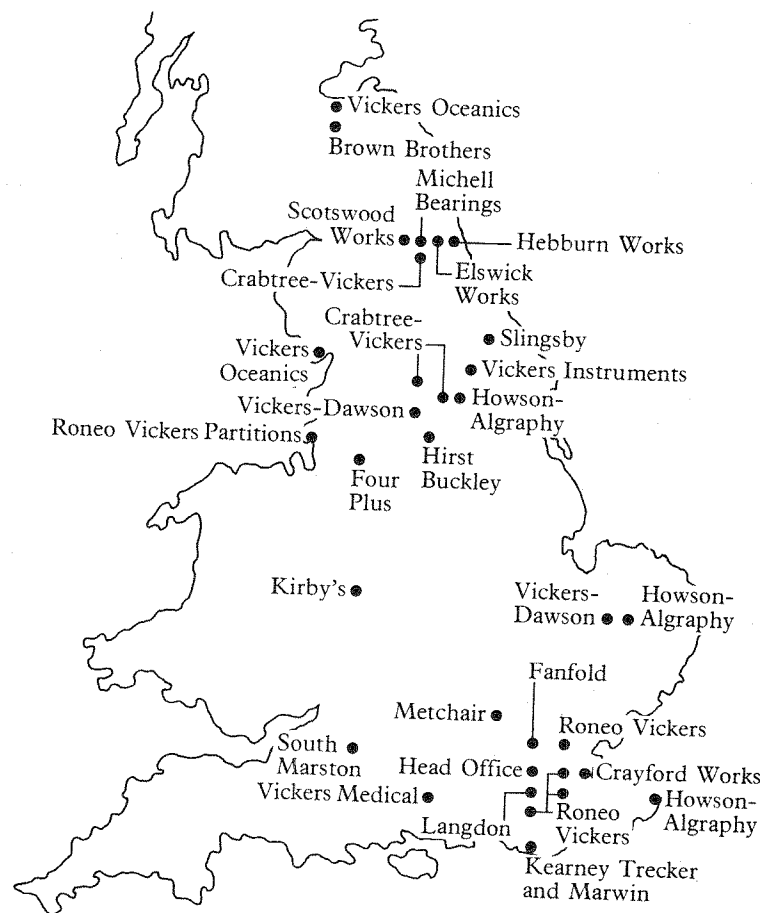 Vickers Oceanics
Brown Brothers
Michell
Bearings
Scotswood
Works
Hebburn Works
Crabtree-Vickers
Elswick
Works
Crabtree-
Vickers
Slingsby
Vickers
Oceanics
Vickers Instruments
Vickers-Dawson
Howson-
Algraphy
Roneo Vickers Partitions
Hirst
Buckley
Four
Plus
Kirby's
Vickers-
Dawson
Howson-
Algraphy
Fanfold
Metchair
Roneo Vickers
South
Marston
Head Office
Crayford Works
Vickers Medical
Howson-
Algraphy
Langdon
Roneo
Vickers
Kearney Trecker
and Marwin